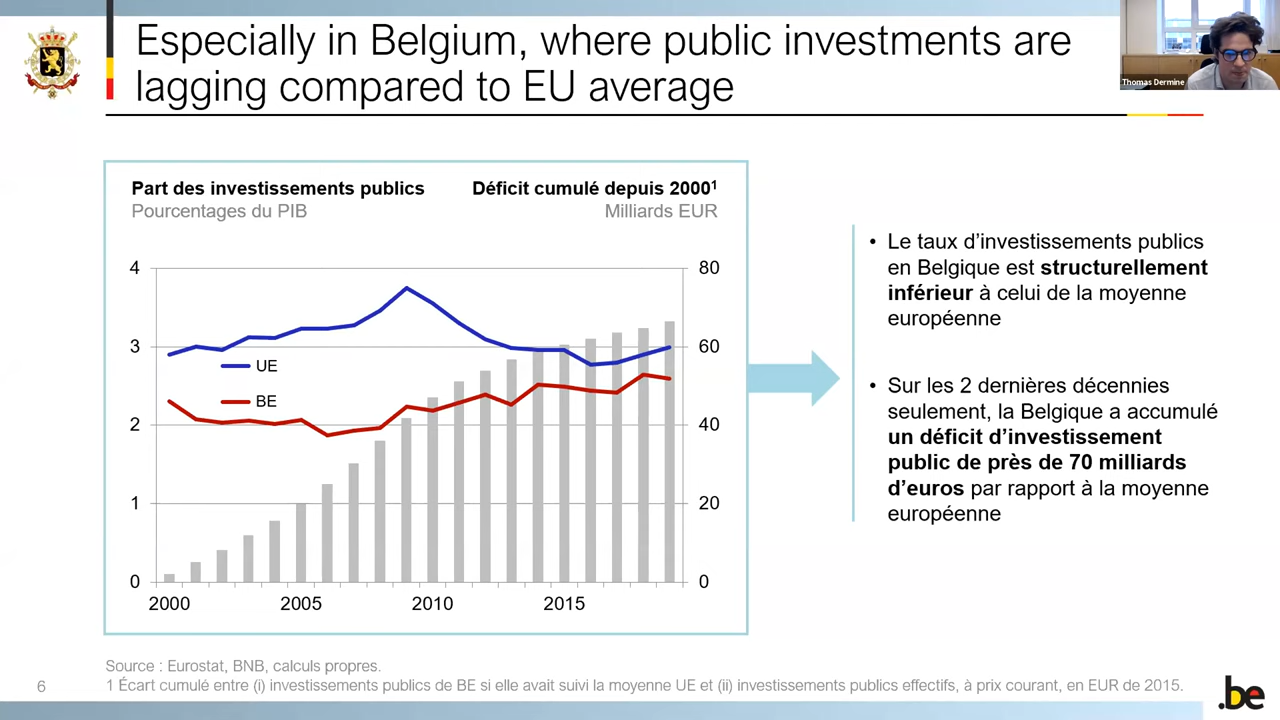 Especially in Belgium, where public investments are
lagging compared to EU average
Thomas Dermine
Part des investissements publics
Pourcentages du PIB
Déficit cumulé depuis 2000¹
Milliards EUR
4
3
2
1
0
80
60
40
20
0
UE
BE
2000
2005
2010
2015
• Le taux d’investissements publics
en Belgique est structurellement
inférieur à celui de la moyenne
européenne
• Sur les 2 dernières décennies
seulement, la Belgique a accumulé
un déficit d’investissement
public de près de 70 milliards
d’euros par rapport à la moyenne
européenne
Source : Eurostat, BNB, calculs propres.
1 Écart cumulé entre (i) investissements publics de BE si elle avait suivi la moyenne UE et (ii) investissements publics effectifs, à prix courant, en EUR de 2015.
6
.be